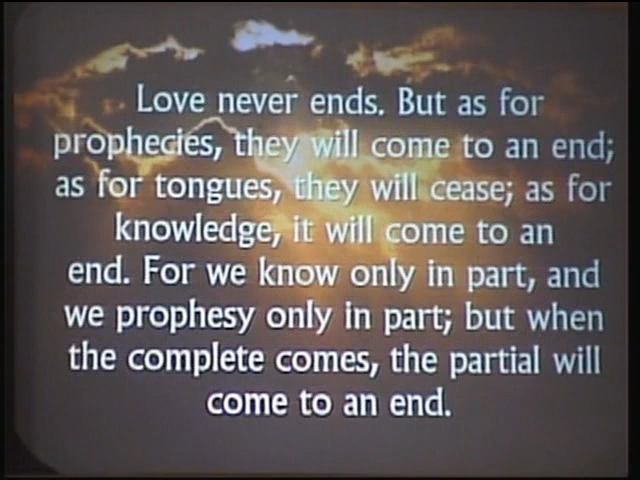 Love never ends. But as for
prophecies, they will come to an end;
as for tongues, they will cease; as for
knowledge, it will come to an
end. For we know only in part, and
we prophesy only in part; but when
the complete comes, the partial will
come to an end.